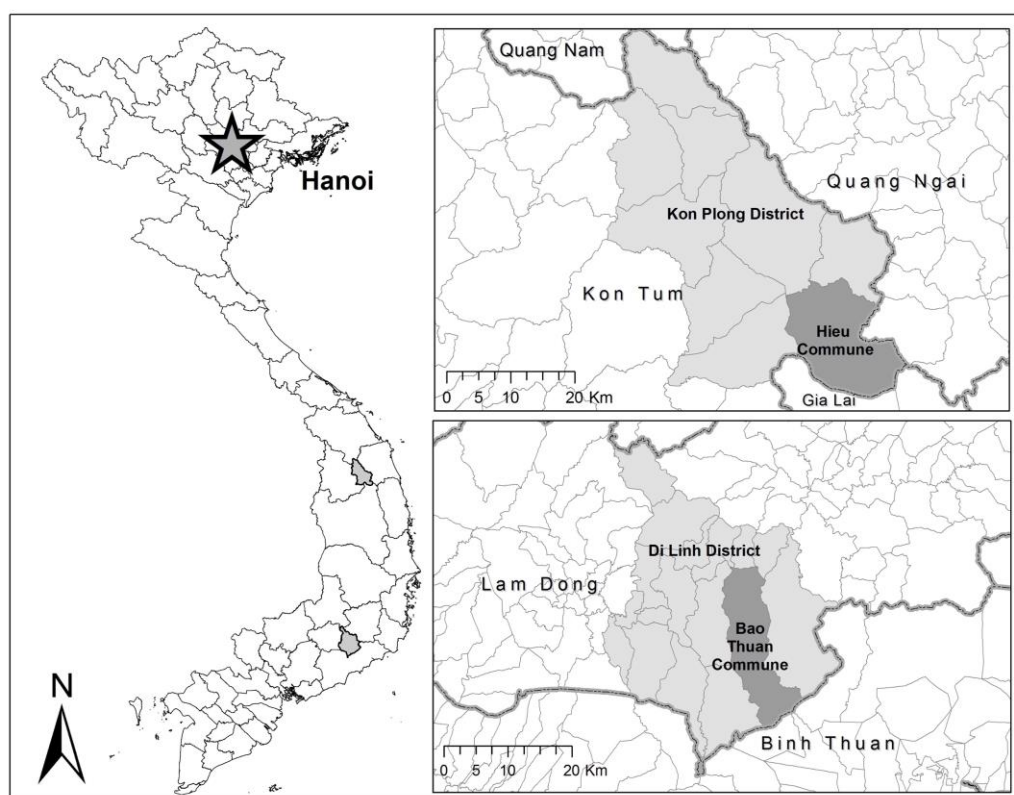 Hanoi
N
Quang Nam
Quang Ngai
Kon Plong District
Kon Tum
Hieu
Commune
Gia Lai
0 5 10 20 Km
Di Linh District
Lam Dong
Bao
Thuan
Commune
Binh Thuan
0 5 10 20 Km